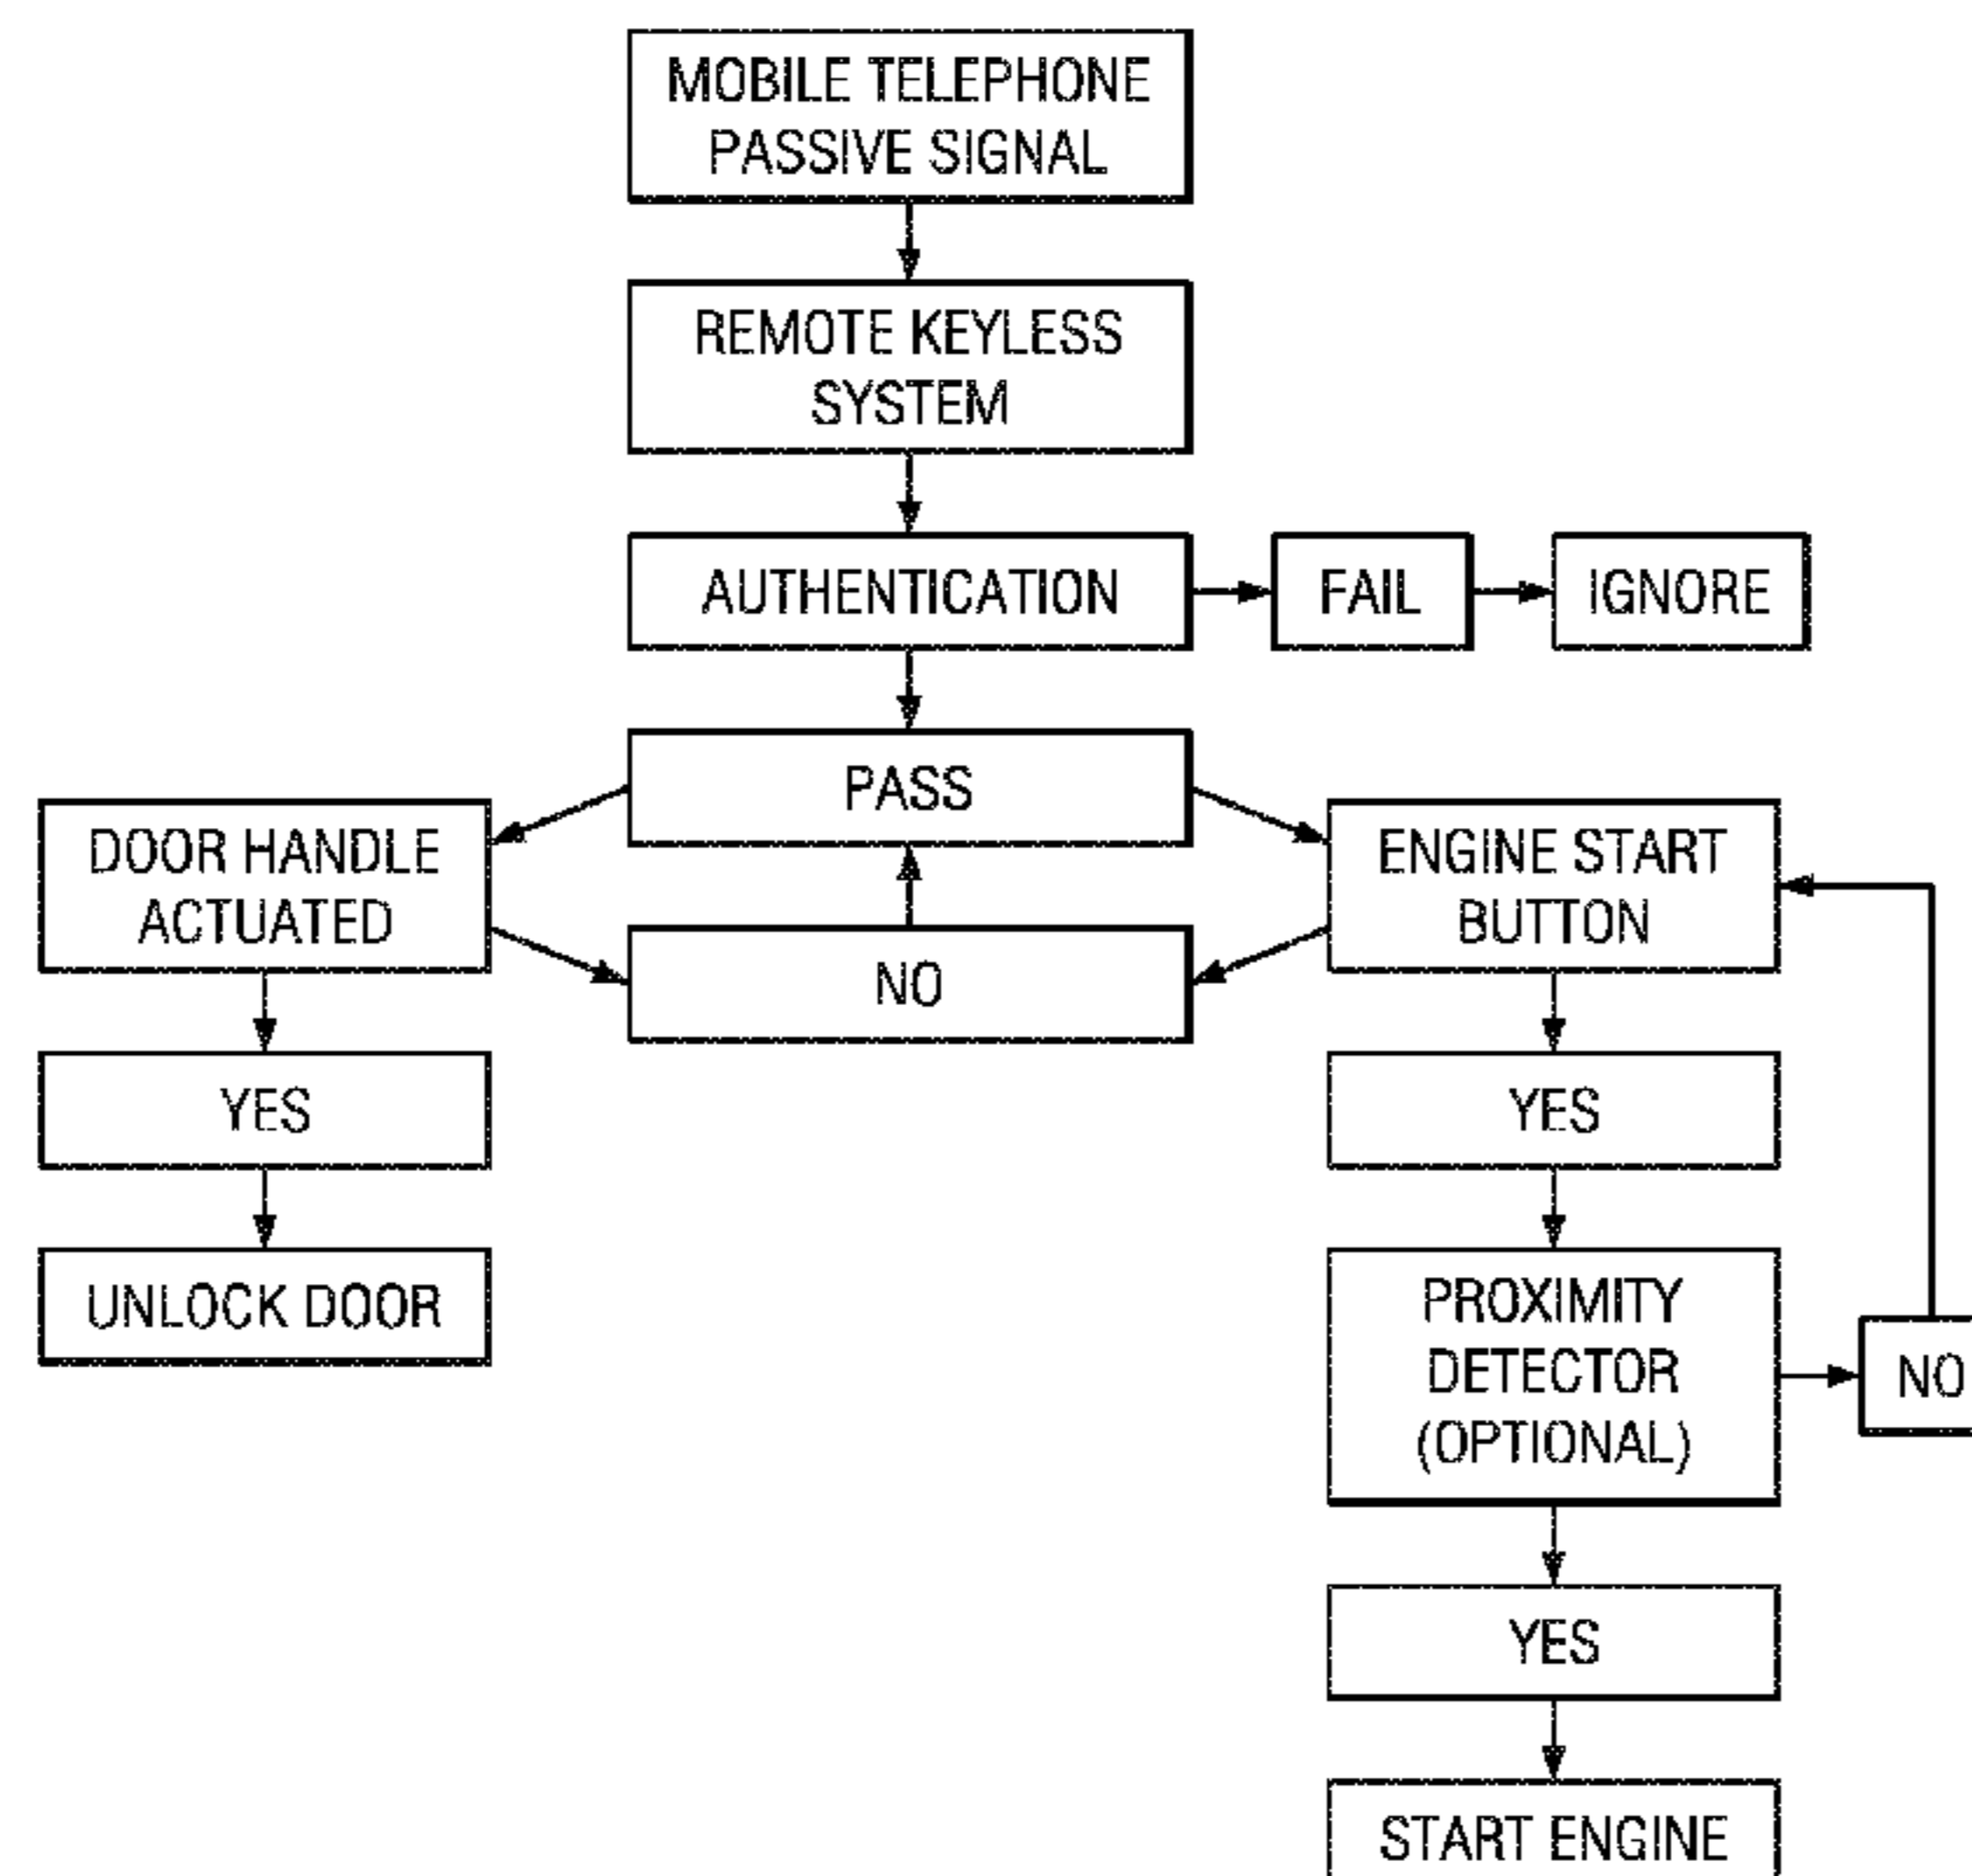 MOBILE TELEPHONE
PASSIVE SIGNAL
REMOTE KEYLESS
SYSTEM
AUTHENTICATION
FAIL
IGNORE
PASS
DOOR HANDLE
ACTUATED
ENGINE START
BUTTON
NO
YES
YES
UNLOCK DOOR
PROXIMITY
DETECTOR
(OPTIONAL)
NO
YES
START ENGINE